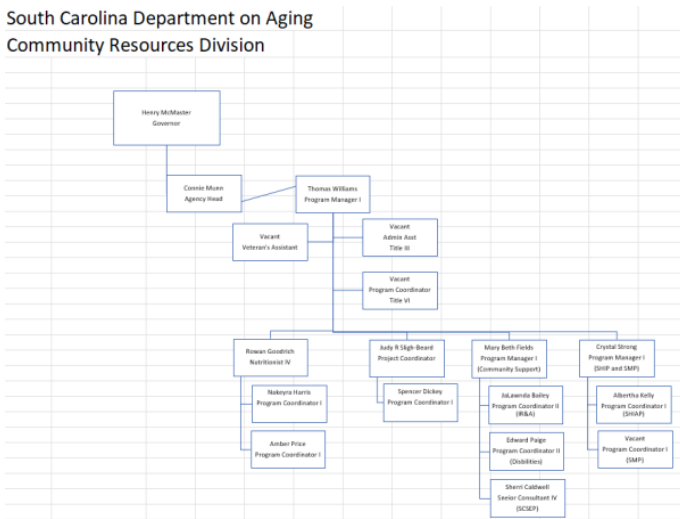 South Carolina Department on Aging
Community Resources Division
Henry McMaster
Governor
Connie Munn
Agency Head
Thomas Williams
Program Manager I
Vacant
Veteran's Assistant
Vacant
Admin Asst
Title III
Vacant
Program Coordinator
Title VI
Rowan Goodrich
Nutritionist IV
Judy R Sligh-Beard
Project Coordinator
Mary Beth Fields
Program Manager I
(Community Support)
Crystal Strong
Program Manager I
(SHIP and SMP)
Nakeyra Harris
Program Coordinator I
Spencer Dickey
Program Coordinator I
JaLawnda Bailey
Program Coordinator II
(IR&A)
Albertha Kelly
Program Coordinator I
(SHIAP)
Amber Price
Program Coordinator I
Edward Paige
Program Coordinator II
(Disbilities)
Vacant
Program Coordinator I
(SMP)
Sherri Caldwell
Sneior Consultant IV
(SCSEP)